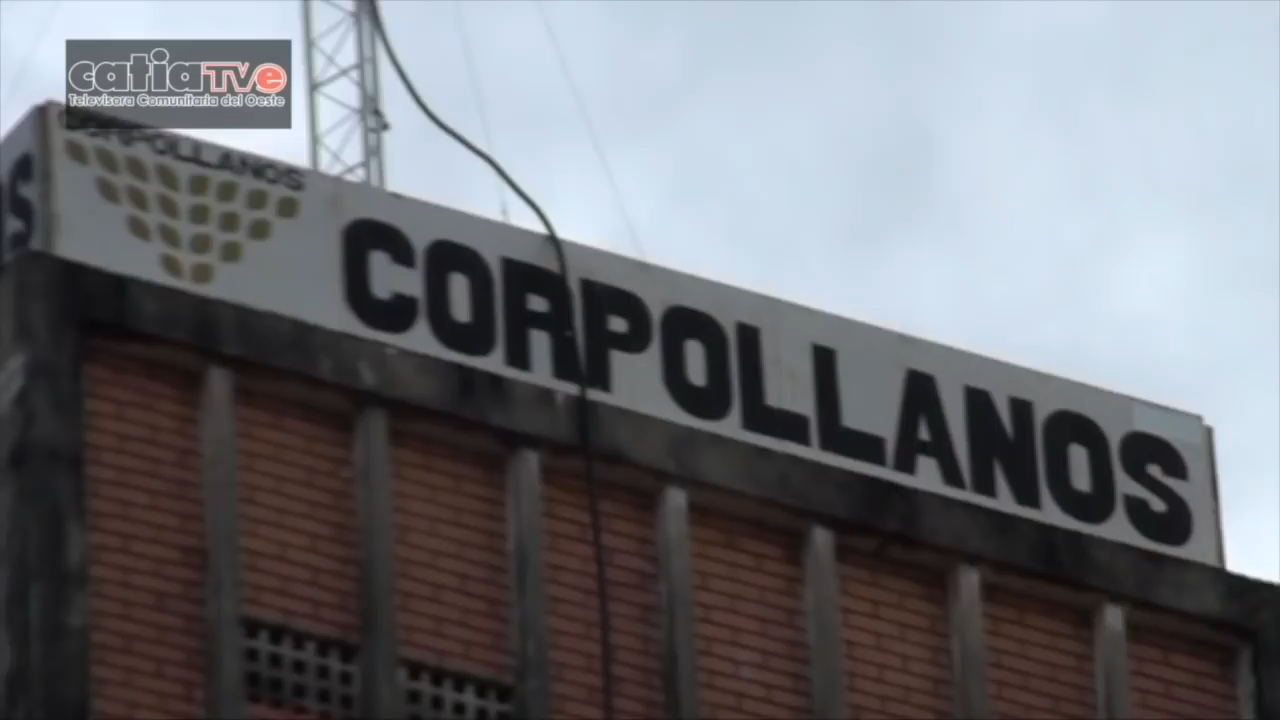 catiaTVe
Televisora Comunitaria del Oeste
CORPOLLANOS
CORPOLLANOS
S